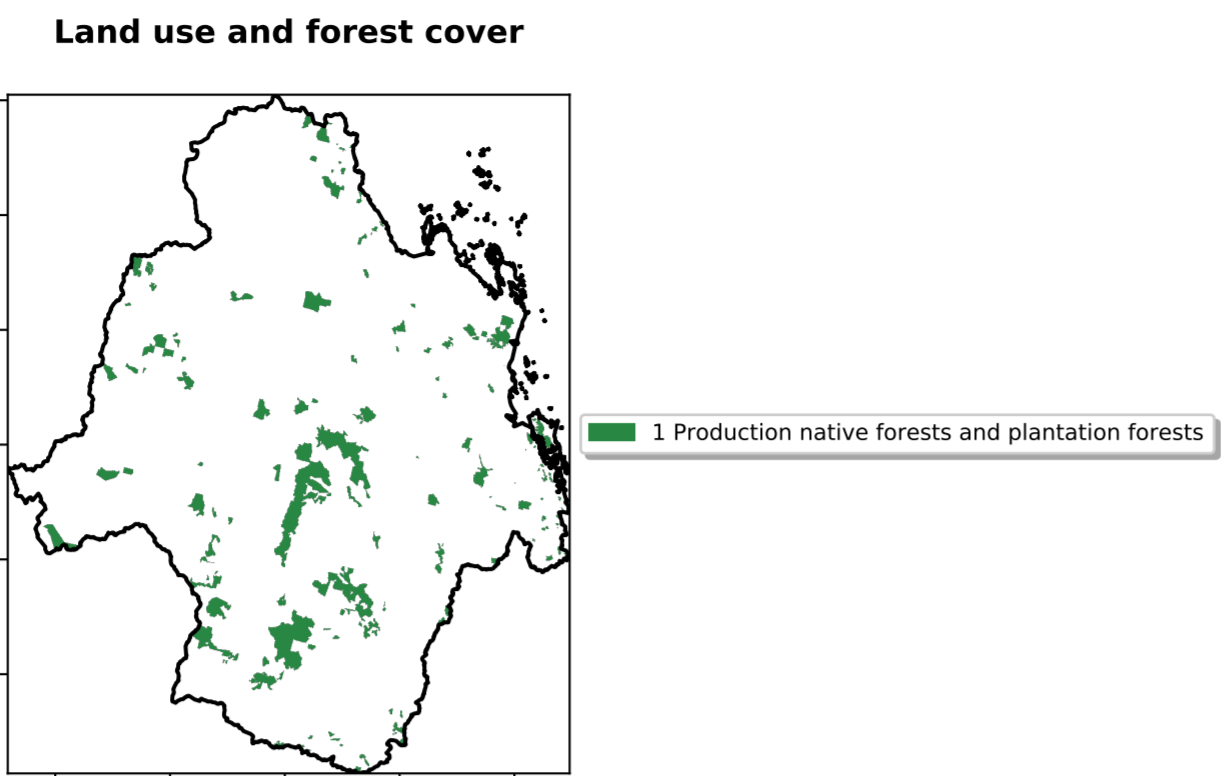 Land use and forest cover
1 Production native forests and plantation forests